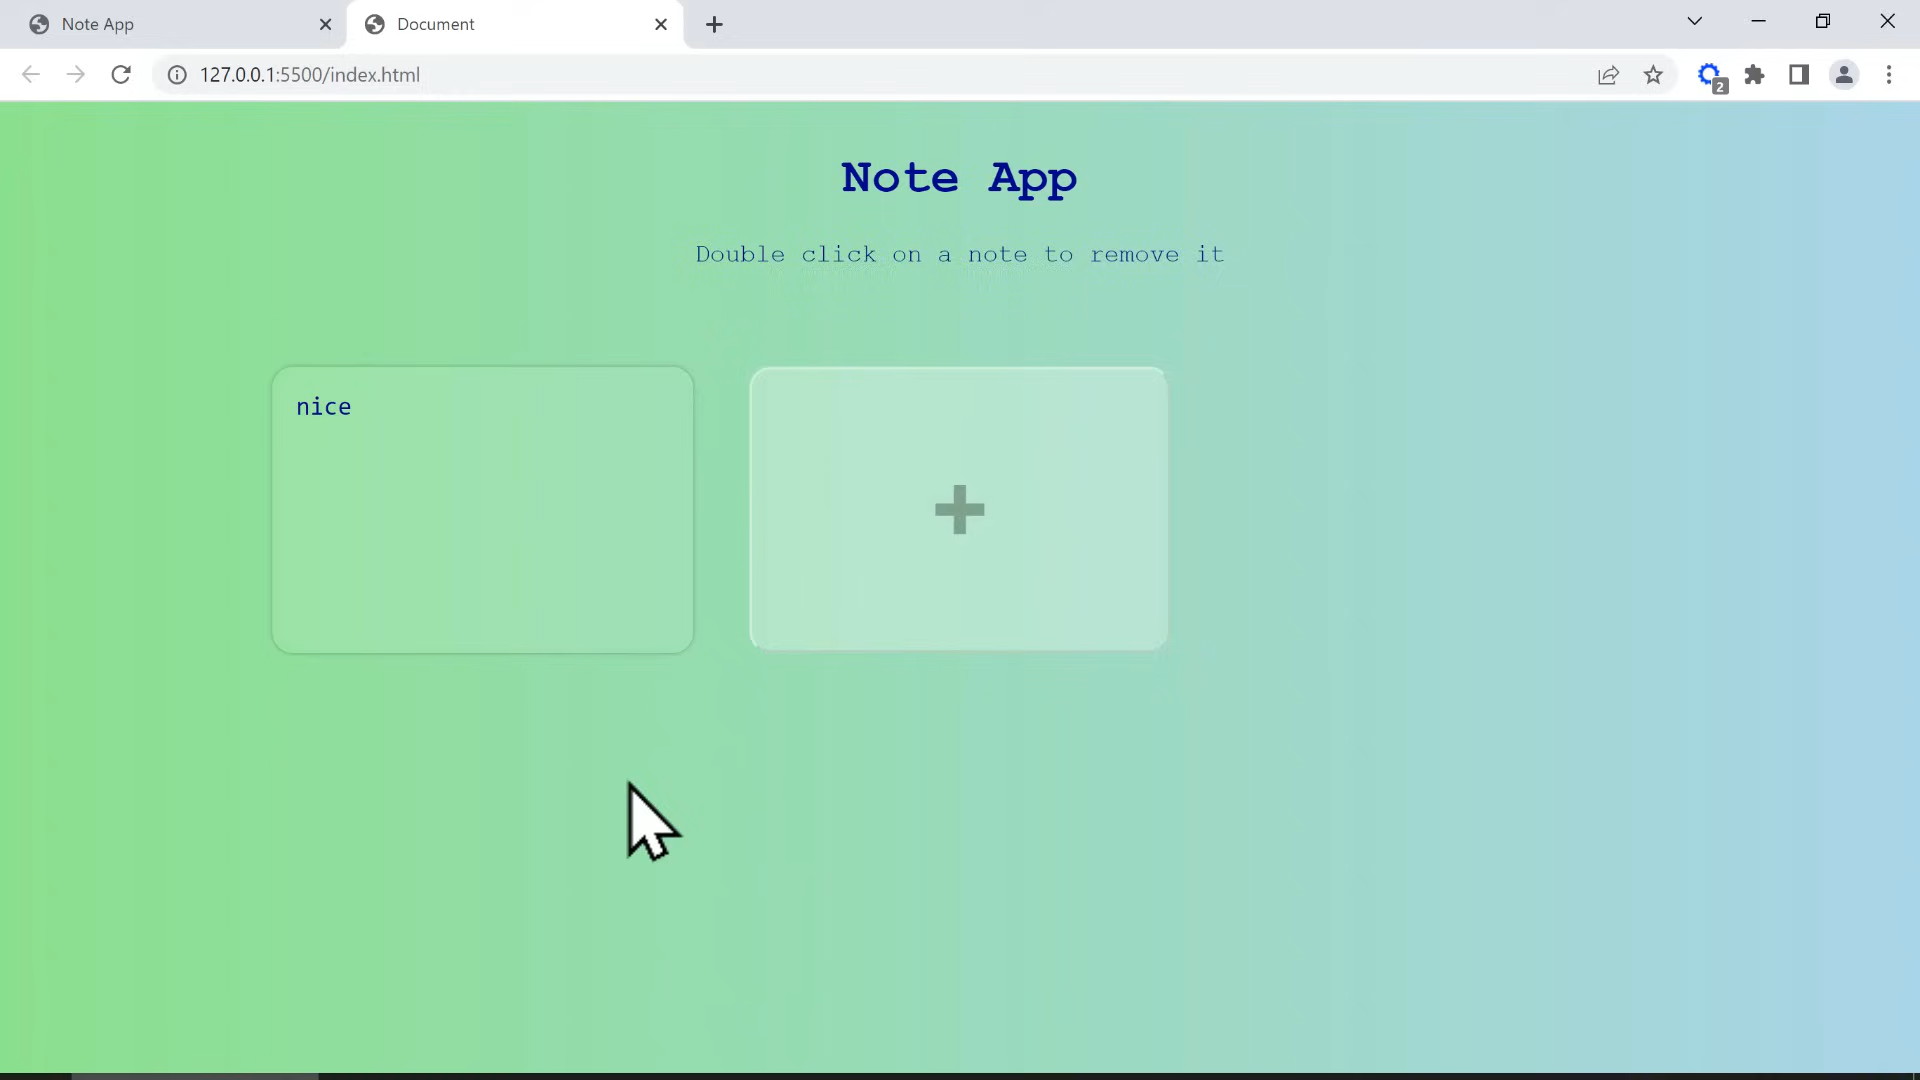 Note App
Document
127.0.0.1:5500/index.html
2
Note App
Double click on a note to remove it
nice